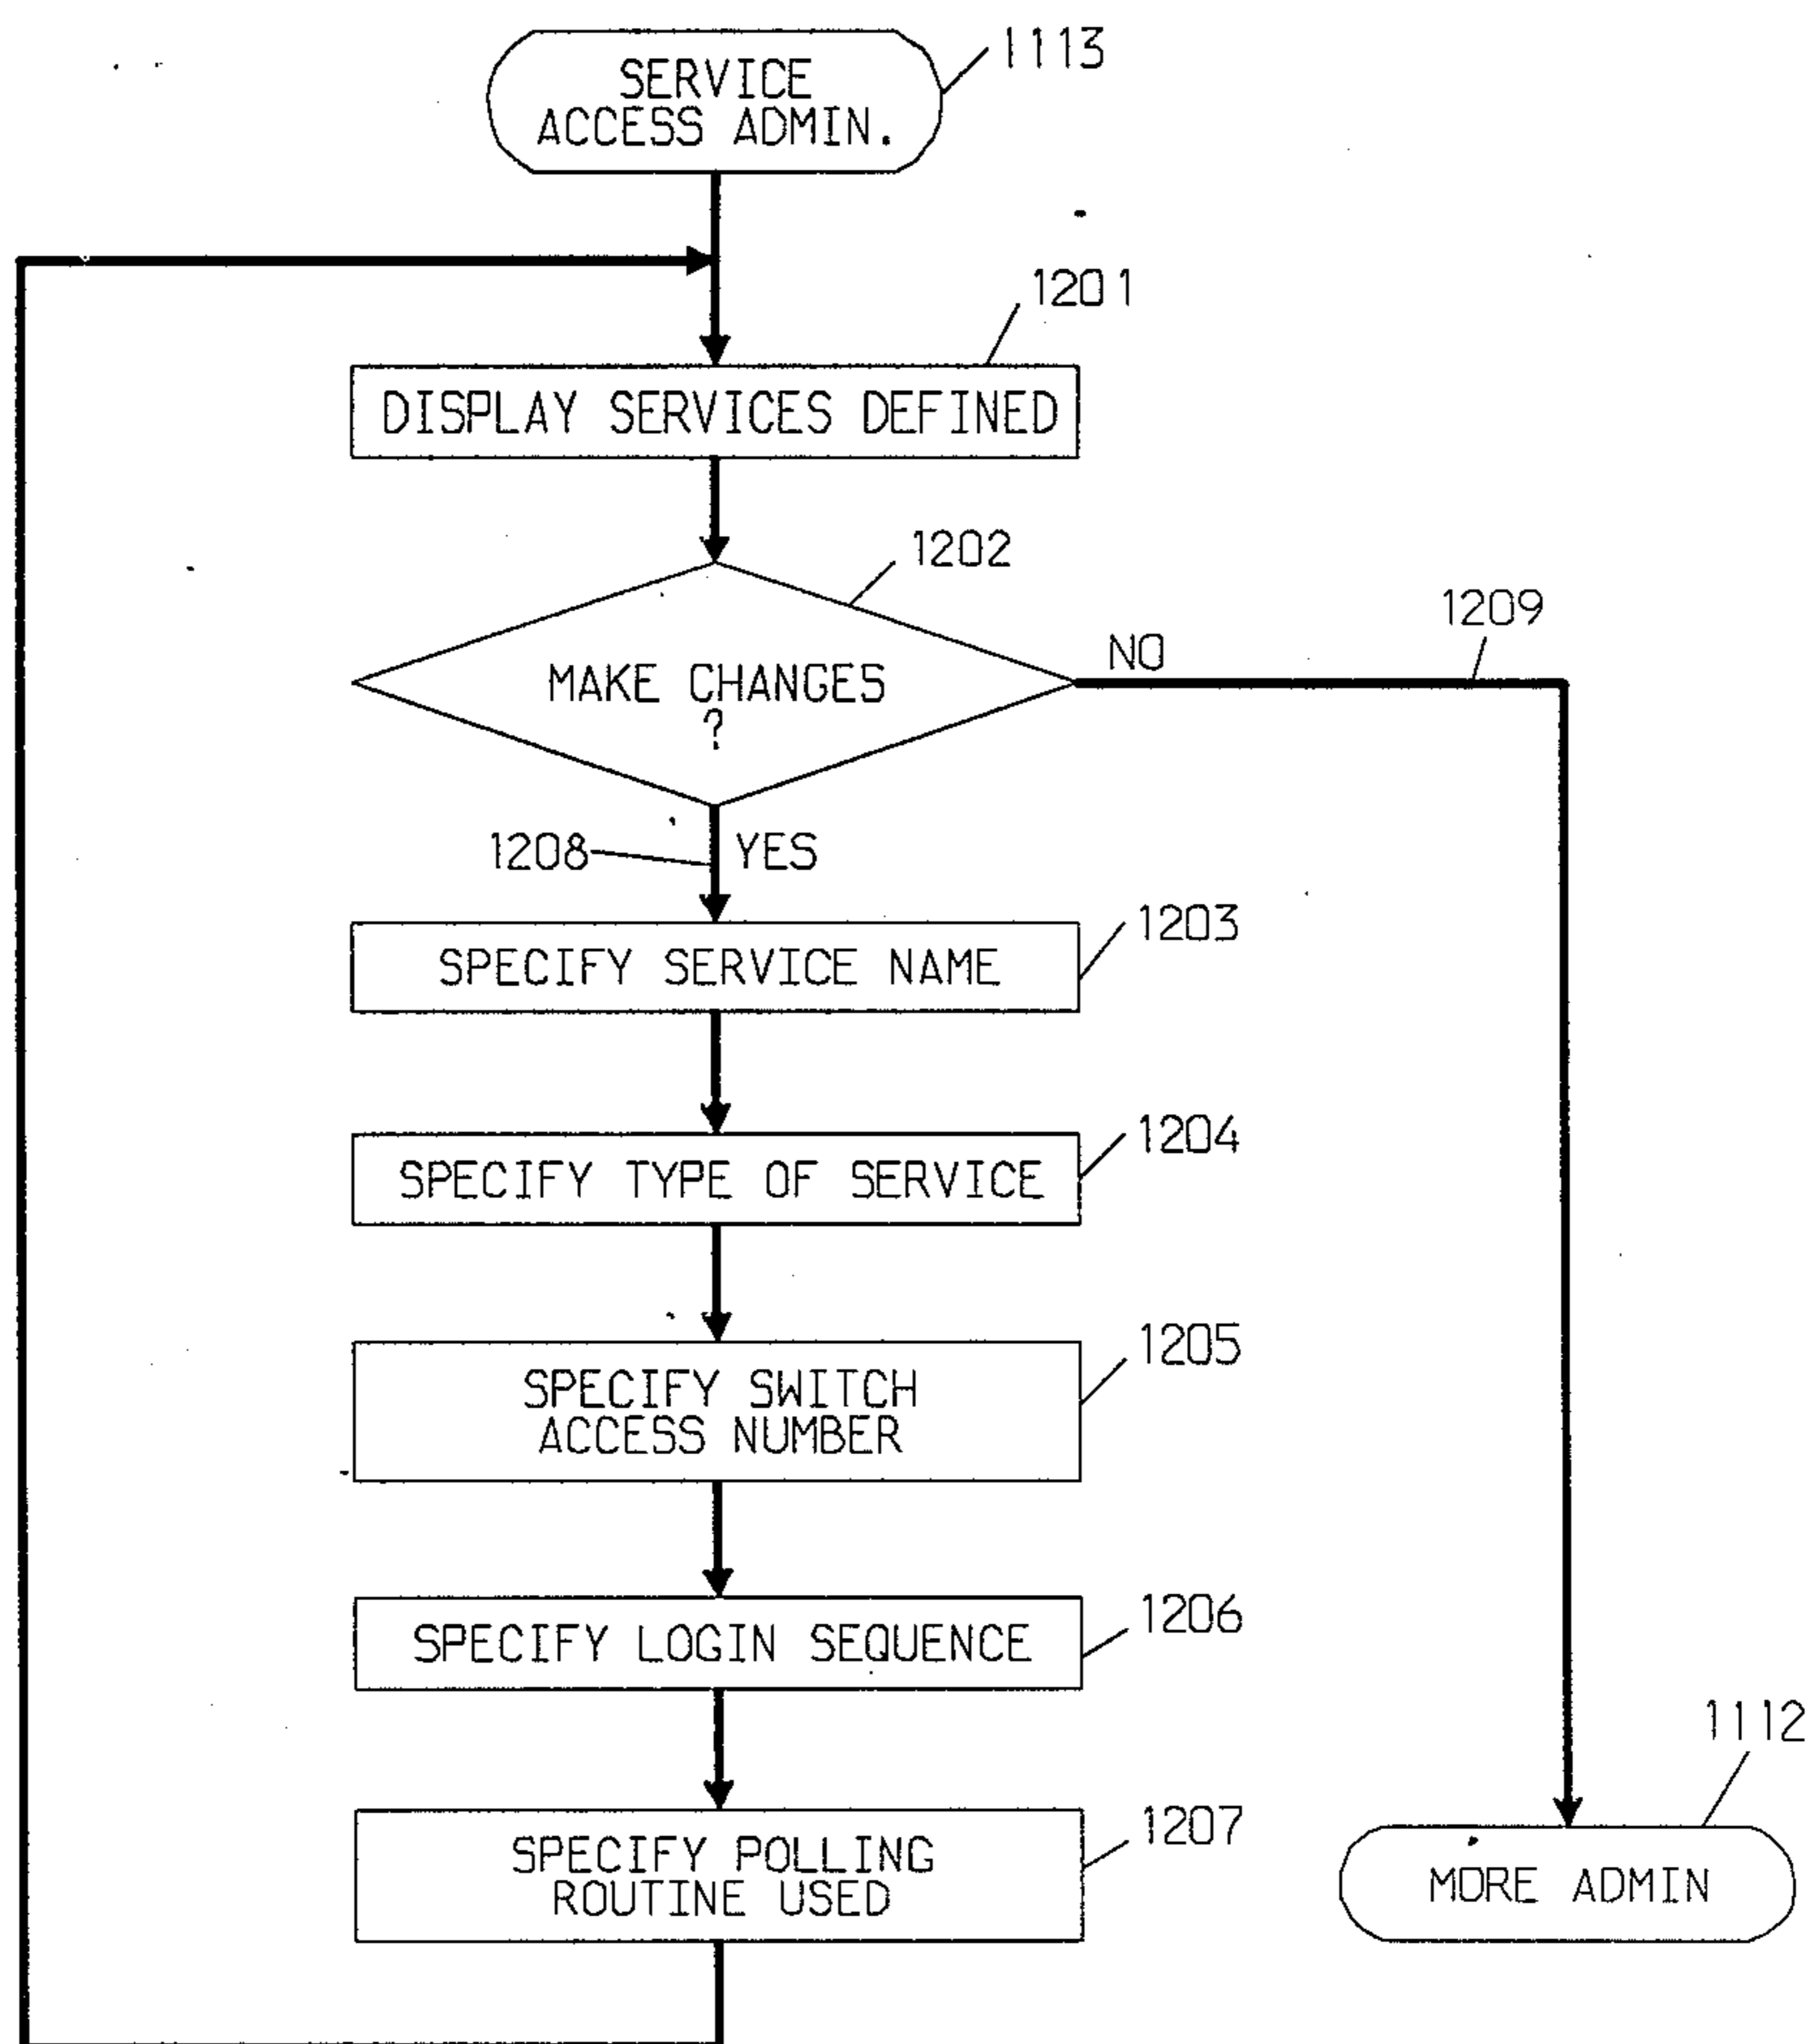 1113
SERVICE
ACCESS ADMIN.
1201
DISPLAY SERVICES DEFINED
1202
MAKE CHANGES
?
NO
1209
1208
YES
1203
SPECIFY SERVICE NAME
1204
SPECIFY TYPE OF SERVICE
1205
SPECIFY SWITCH
ACCESS NUMBER
1206
SPECIFY LOGIN SEQUENCE
1207
SPECIFY POLLING
ROUTINE USED
1112
MORE ADMIN